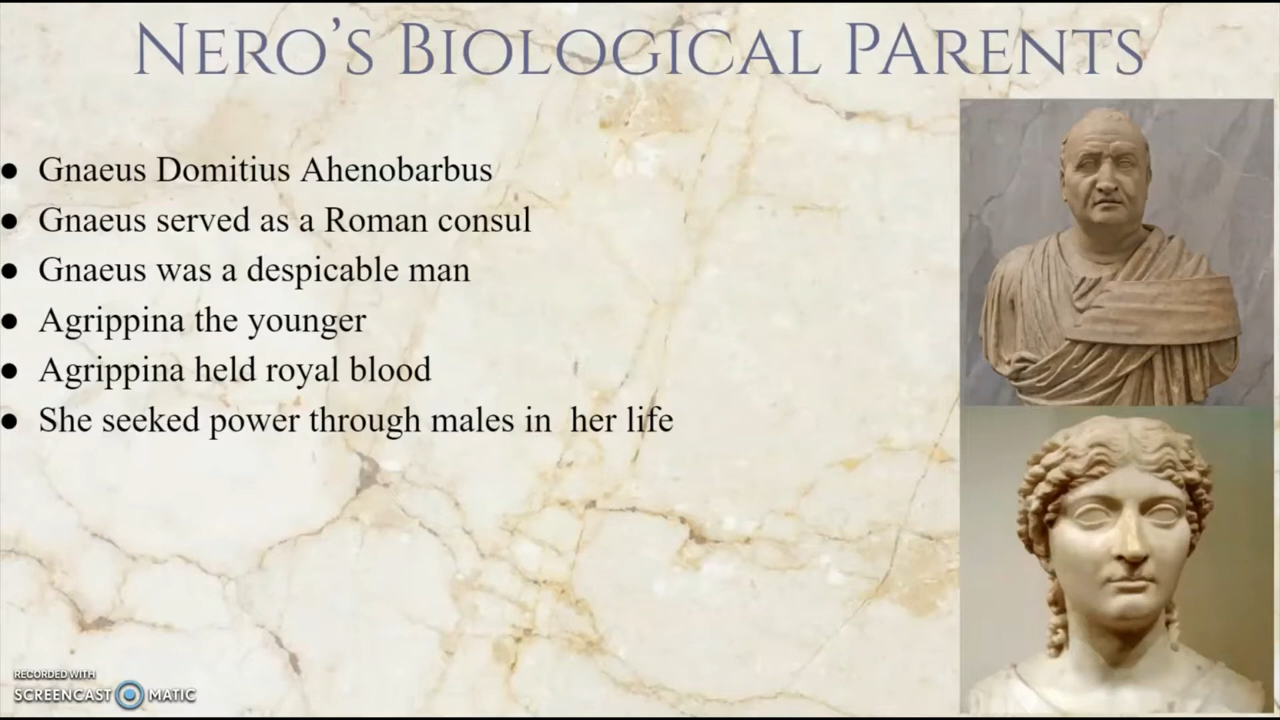 NERO'S BIOLOGICAL PARENTS
● Gnaeus Domitius Ahenobarbus
● Gnaeus served as a Roman consul
● Gnaeus was a despicable man
● Agrippina the younger
● Agrippina held royal blood
● She seeked power through males in  her life
RECORDED WITH
SCREENCAST MATIC